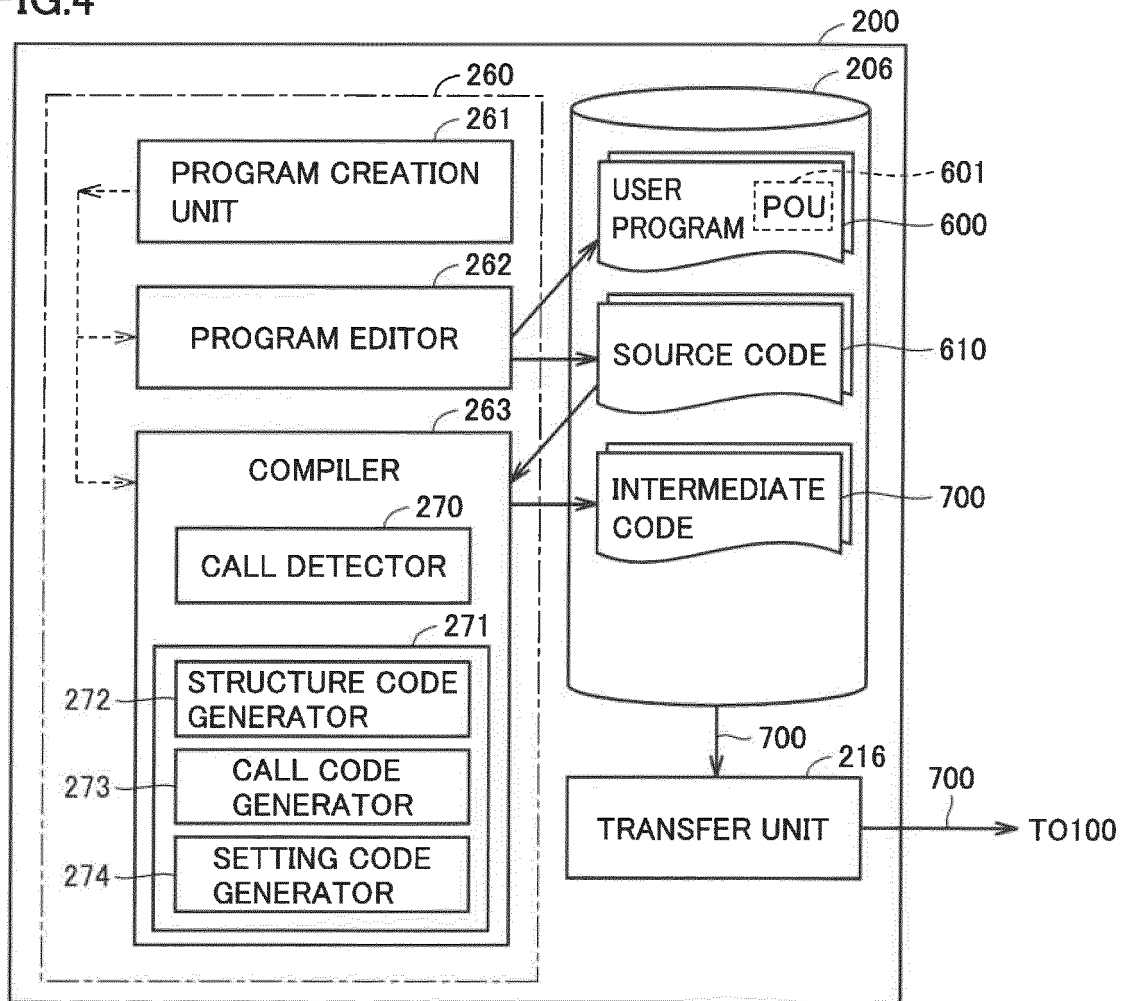 FIG.4
200
260
206
261
PROGRAM CREATION
UNIT
USER
PROGRAM
POU
601
600
262
PROGRAM EDITOR
SOURCE CODE
610
263
COMPILER
INTERMEDIATE
CODE
700
270
CALL DETECTOR
271
272
STRUCTURE CODE
GENERATOR
700
216
273
CALL CODE
GENERATOR
TRANSFER UNIT
700
TO100
274
SETTING CODE
GENERATOR